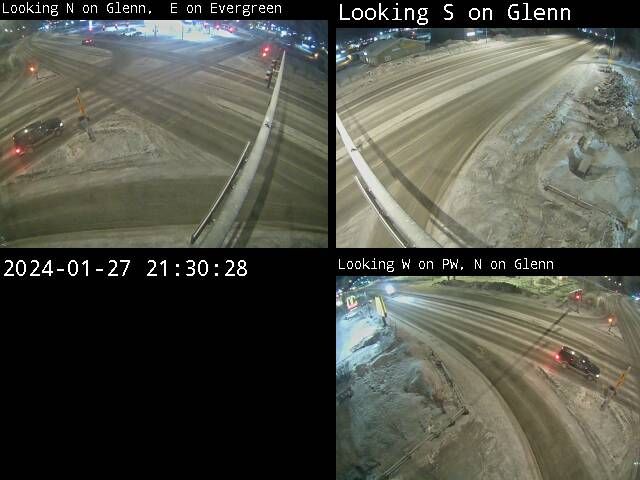 Looking N on Glenn, E on Evergreen
Looking S on Glenn
2024-01-27 21:30:28
Looking W on PW, N on Glenn